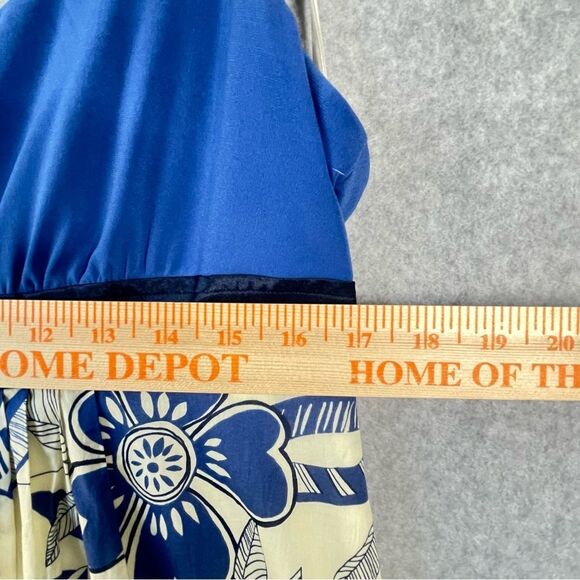 12 13 14 15 16 17 18 19 20
OME DEPOT HOME OF TH